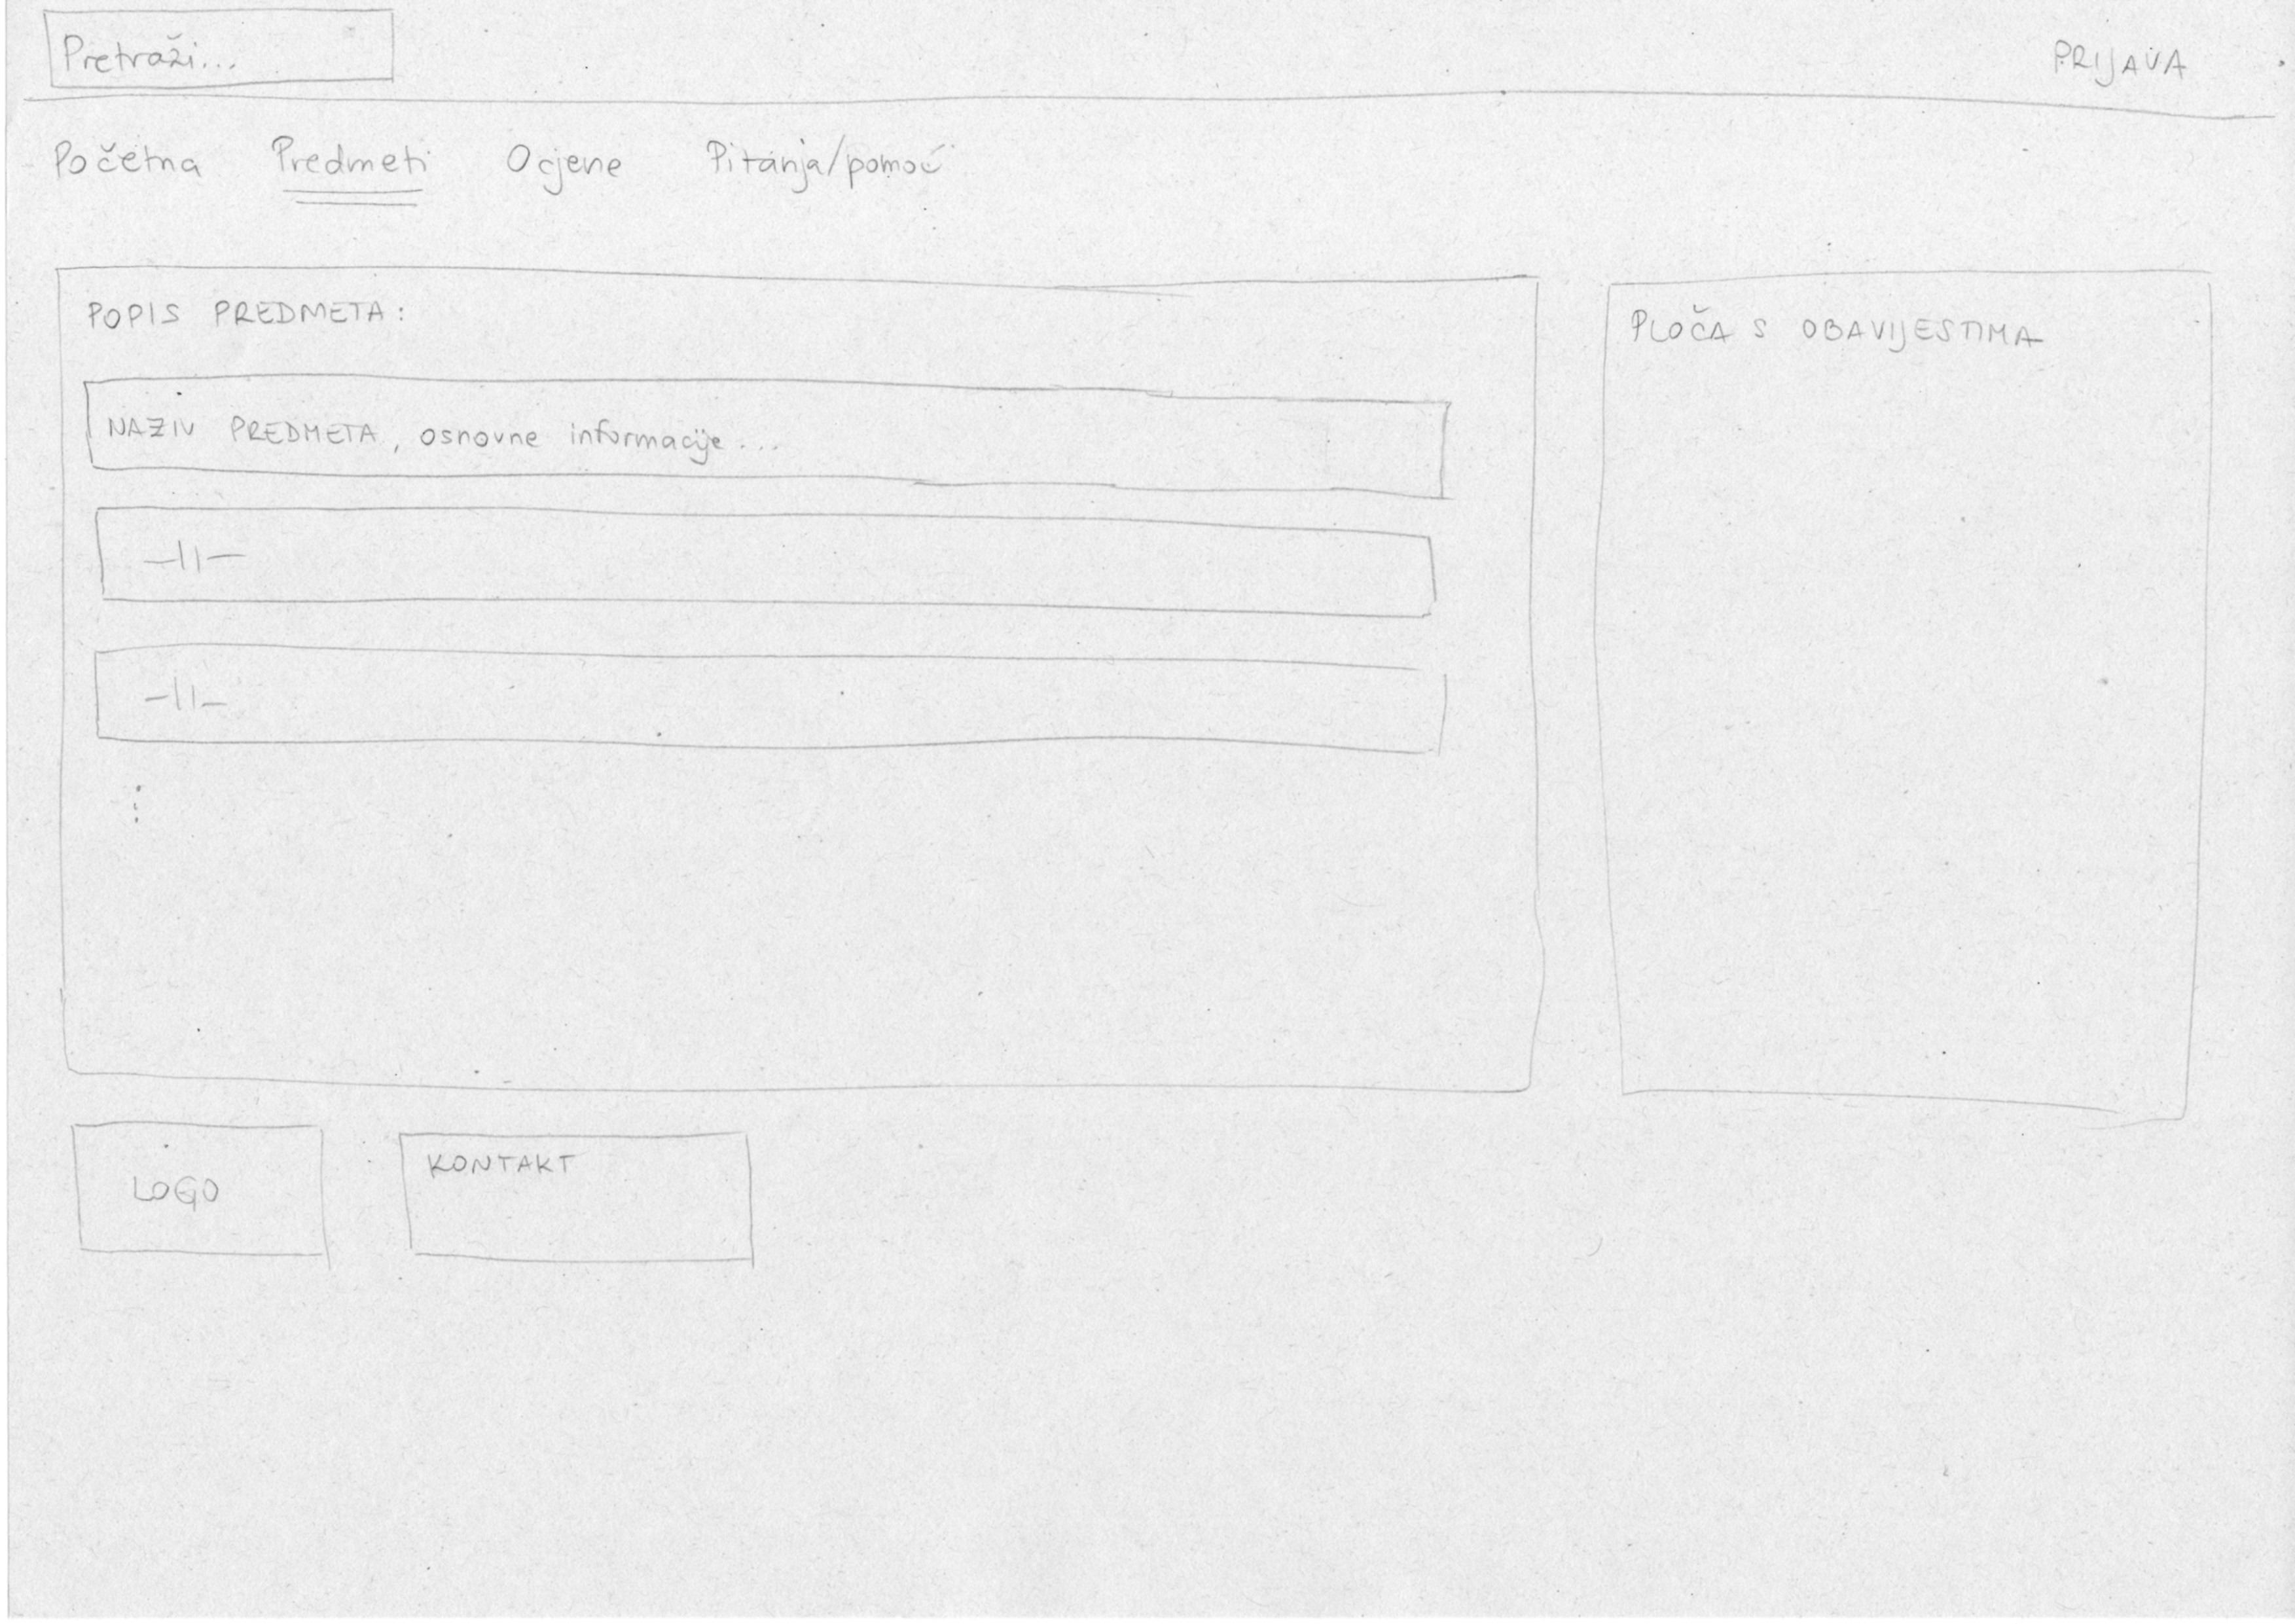 Pretraži...
PRIJAVA
Početna Predmeti Ocjene Pitanja/pomoć
POPIS PREDMETA:
PLOČA S OBAVIJESTIMA
NAZIV PREDMETA, osnovne informacije...
-||-
-||-
LOGO
KONTAKT